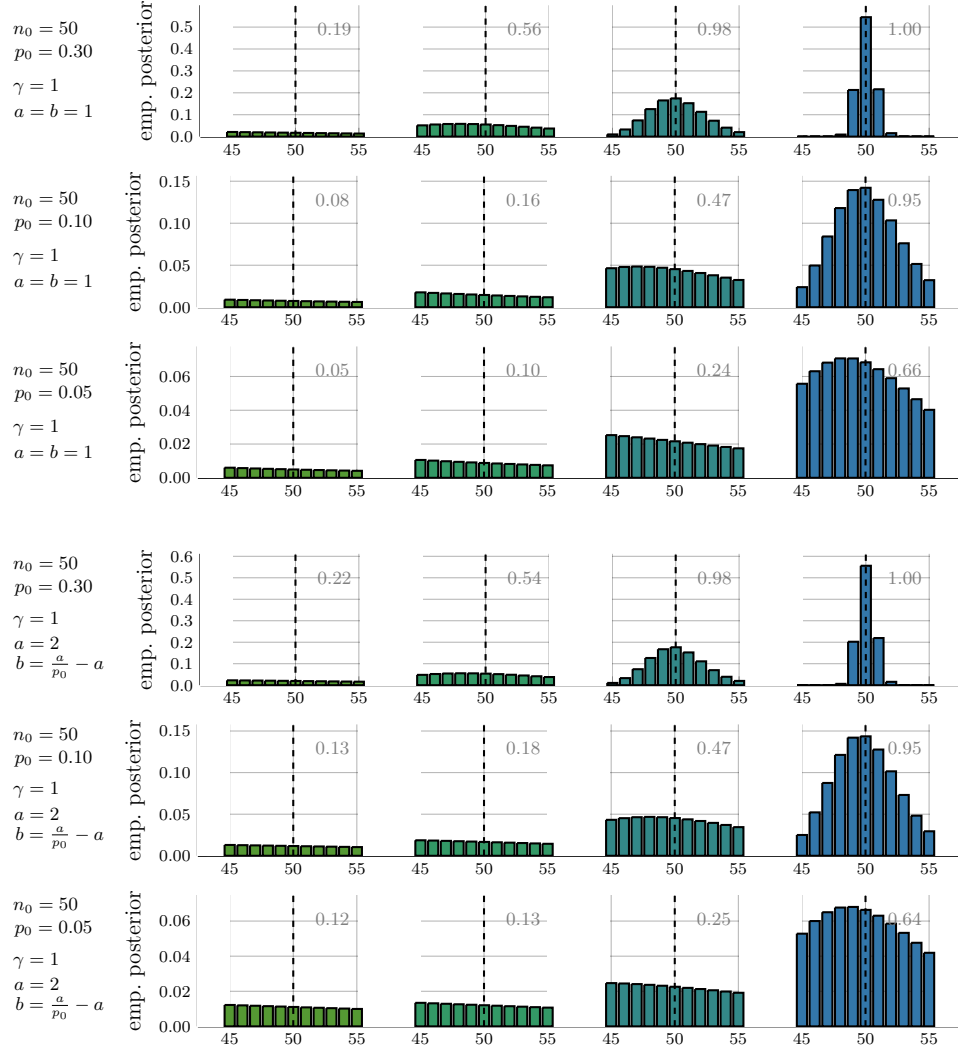 n₀ = 50
p₀ = 0.30
γ = 1
a = b = 1
emp. posterior
0.5
0.4
0.3
0.2
0.1
0.0
0.19 0.56 0.98 1.00
45 50 55 45 50 55 45 50 55 45 50 55
n₀ = 50
p₀ = 0.10
γ = 1
a = b = 1
emp. posterior
0.15
0.10
0.05
0.00
0.08 0.16 0.47 0.95
45 50 55 45 50 55 45 50 55 45 50 55
n₀ = 50
p₀ = 0.05
γ = 1
a = b = 1
emp. posterior
0.06
0.04
0.02
0.00
0.05 0.10 0.24 0.66
45 50 55 45 50 55 45 50 55 45 50 55
n₀ = 50
p₀ = 0.30
γ = 1
a = 2
b = a/p₀ − a
emp. posterior
0.6
0.5
0.4
0.3
0.2
0.1
0.0
0.22 0.54 0.98 1.00
45 50 55 45 50 55 45 50 55 45 50 55
n₀ = 50
p₀ = 0.10
γ = 1
a = 2
b = a/p₀ − a
emp. posterior
0.15
0.10
0.05
0.00
0.13 0.18 0.47 0.95
45 50 55 45 50 55 45 50 55 45 50 55
n₀ = 50
p₀ = 0.05
γ = 1
a = 2
b = a/p₀ − a
emp. posterior
0.06
0.04
0.02
0.00
0.12 0.13 0.25 0.64
45 50 55 45 50 55 45 50 55 45 50 55